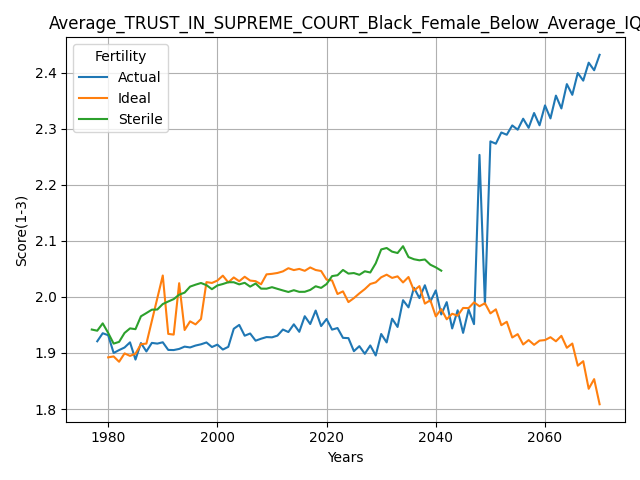 Average_TRUST_IN_SUPREME_COURT_Black_Female_Below_Average_IQ
Fertility
Actual
Ideal
Sterile
Score(1-3)
2.4
2.3
2.2
2.1
2.0
1.9
1.8
1980 2000 2020 2040 2060
Years